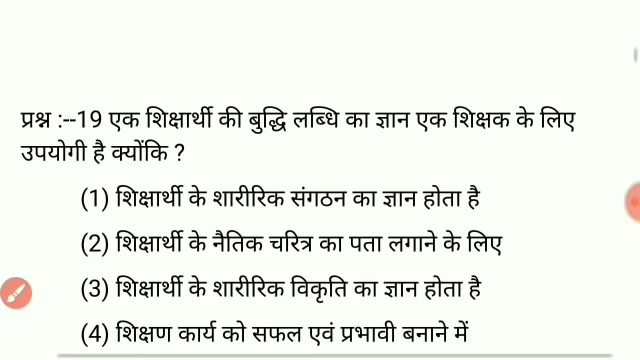 प्रश्न :--19 एक शिक्षार्थी की बुद्धि लब्धि का ज्ञान एक शिक्षक के लिए
उपयोगी है क्योंकि ?
(1) शिक्षार्थी के शारीरिक संगठन का ज्ञान होता है
(2) शिक्षार्थी के नैतिक चरित्र का पता लगाने के लिए
(3) शिक्षार्थी के शारीरिक विकृति का ज्ञान होता है
(4) शिक्षण कार्य को सफल एवं प्रभावी बनाने में